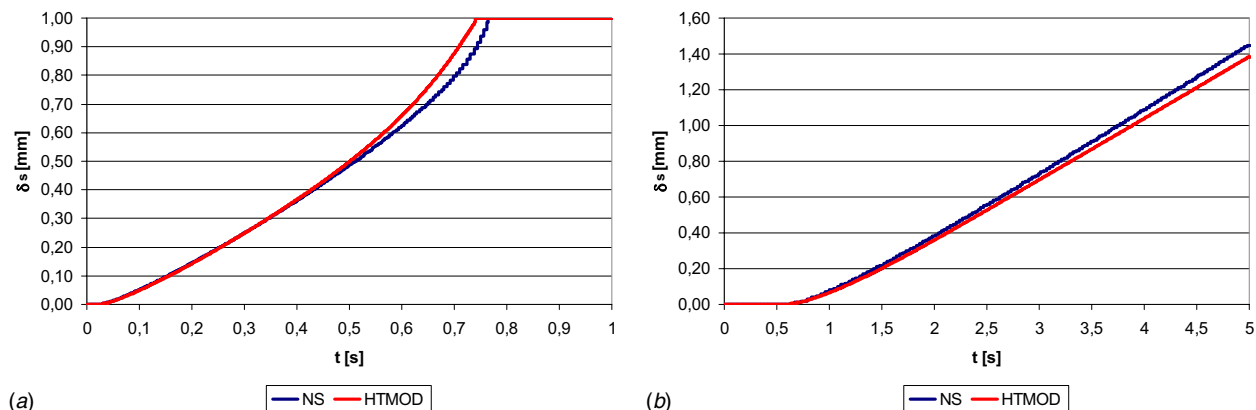 1,00
0,90
0,80
0,70
0,60
0,50
0,40
0,30
0,20
0,10
0,00
δs [mm]
0 0,1 0,2 0,3 0,4 0,5 0,6 0,7 0,8 0,9 1
t [s]
(a)
NS HTMOD
1,60
1,40
1,20
1,00
0,80
0,60
0,40
0,20
0,00
δs [mm]
0 0,5 1 1,5 2 2,5 3 3,5 4 4,5 5
t [s]
(b)
NS HTMOD